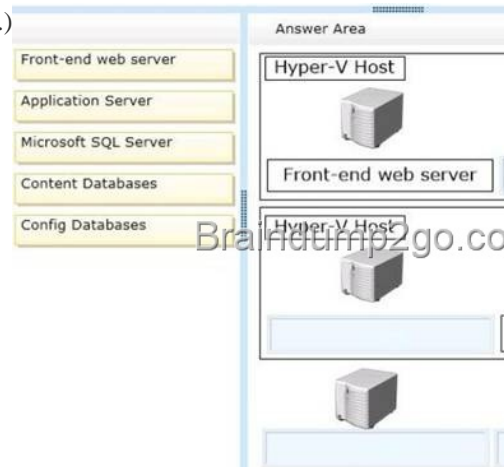 .)
Answer Area
Front-end web server
Application Server
Microsoft SQL Server
Content Databases
Config Databases
Hyper-V Host
Front-end web server
Hyper-V Host
Braindump2go.co